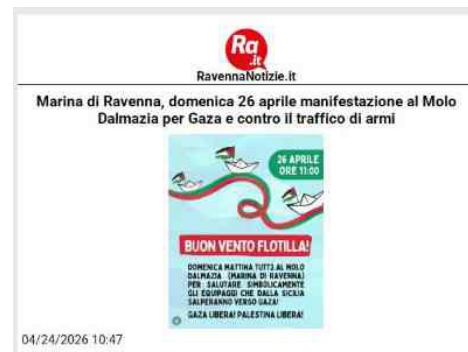 Ra
.it
RavennaNotizie.it
Marina di Ravenna, domenica 26 aprile manifestazione al Molo
Dalmazia per Gaza e contro il traffico di armi
26 APRILE
ORE 11:00
BUON VENTO FLOTILLA!
DOMENICA MATTINA TUTT3 AL MOLO
DALMAZIA (MARINA DI RAVENNA)
PER SALUTARE SIMBOLICAMENTE
GLI EQUIPAGGI CHE DALLA SICILIA
SALPERANNO VERSO GAZA!
GAZA LIBERA! PALESTINA LIBERA!
04/24/2026 10:47